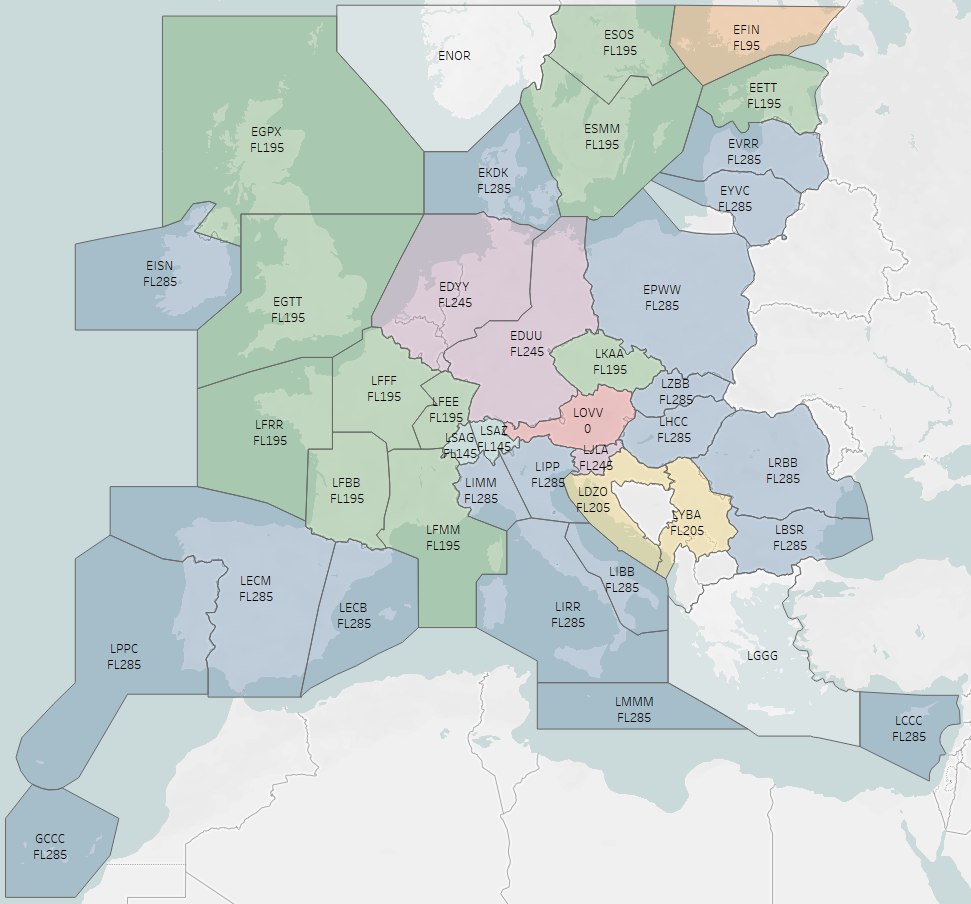 ESOS
FL195
EFIN
FL95
ENOR
EETT
FL195
EGPX
FL195
ESMM
FL195
EVRR
FL285
EKDK
FL285
EYVC
FL285
EISN
FL285
EDYY
FL245
EPWW
FL285
EGTT
FL195
EDUU
FL245
LKAA
FL195
LFFF
FL195
LZBB
FL285
LFEE
FL195
LOVV
0
LFRR
FL195
LSAG
FL145
LSAZ
FL145
LHCC
FL285
LJLA
FL245
LIPP
FL285
LRBB
FL285
LFBB
FL195
LIMM
FL285
LDZO
FL205
LYBA
FL205
LFMM
FL195
LBSR
FL285
LECM
FL285
LIBB
FL285
LECB
FL285
LIRR
FL285
LPPC
FL285
LGGG
LMMM
FL285
LCCC
FL285
GCCC
FL285